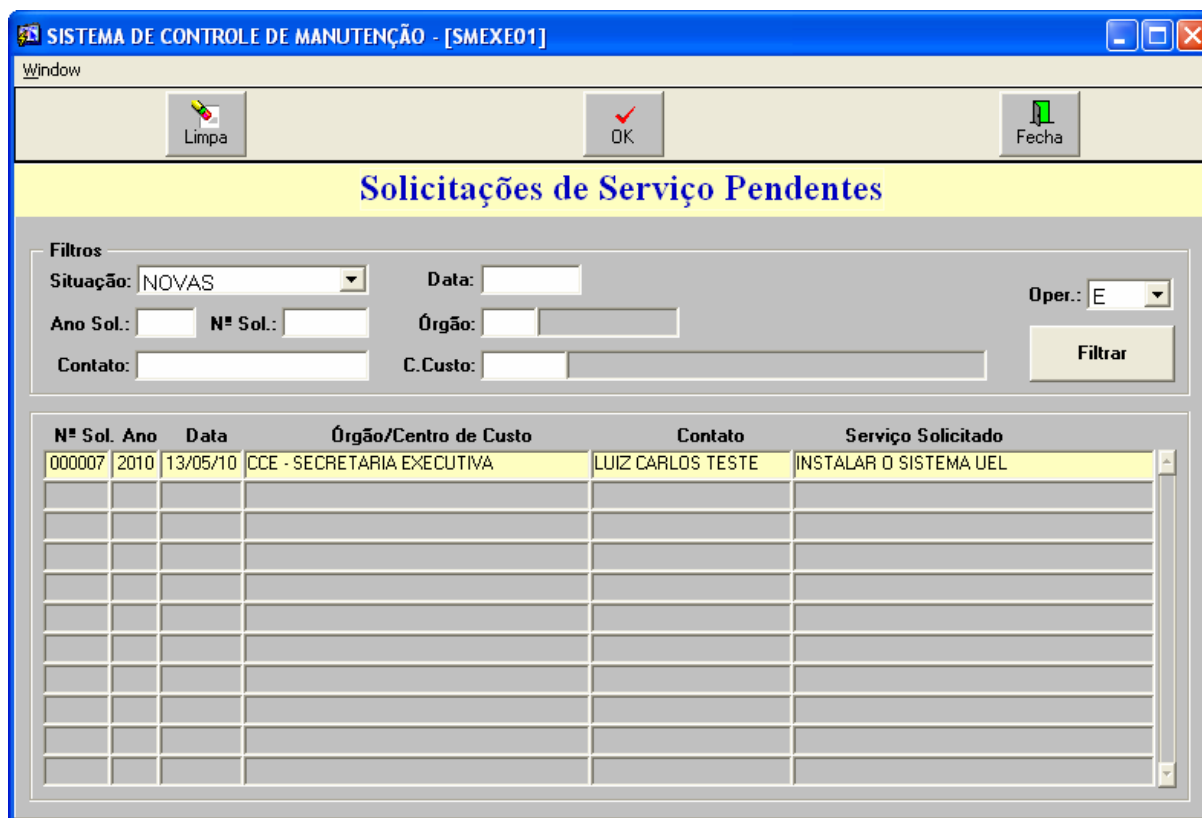 SISTEMA DE CONTROLE DE MANUTENÇÃO - [SMEXE01]
Window
Limpa OK Fecha
Solicitações de Serviço Pendentes
Filtros
Situação: NOVAS Data: Oper.: E
Ano Sol.: Nº Sol.: Órgão:
Contato: C.Custo: Filtrar
Nº Sol. Ano Data Órgão/Centro de Custo Contato Serviço Solicitado
000007 2010 13/05/10 CCE - SECRETARIA EXECUTIVA LUIZ CARLOS TESTE INSTALAR O SISTEMA UEL